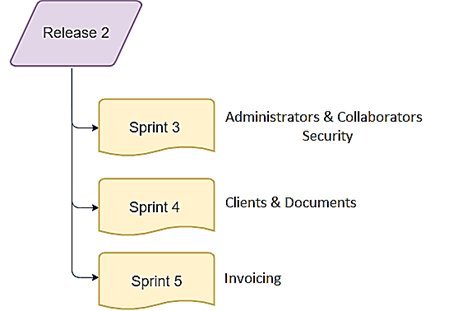 Release 2
Sprint 3
Administrators & Collaborators
Security
Sprint 4
Clients & Documents
Sprint 5
Invoicing